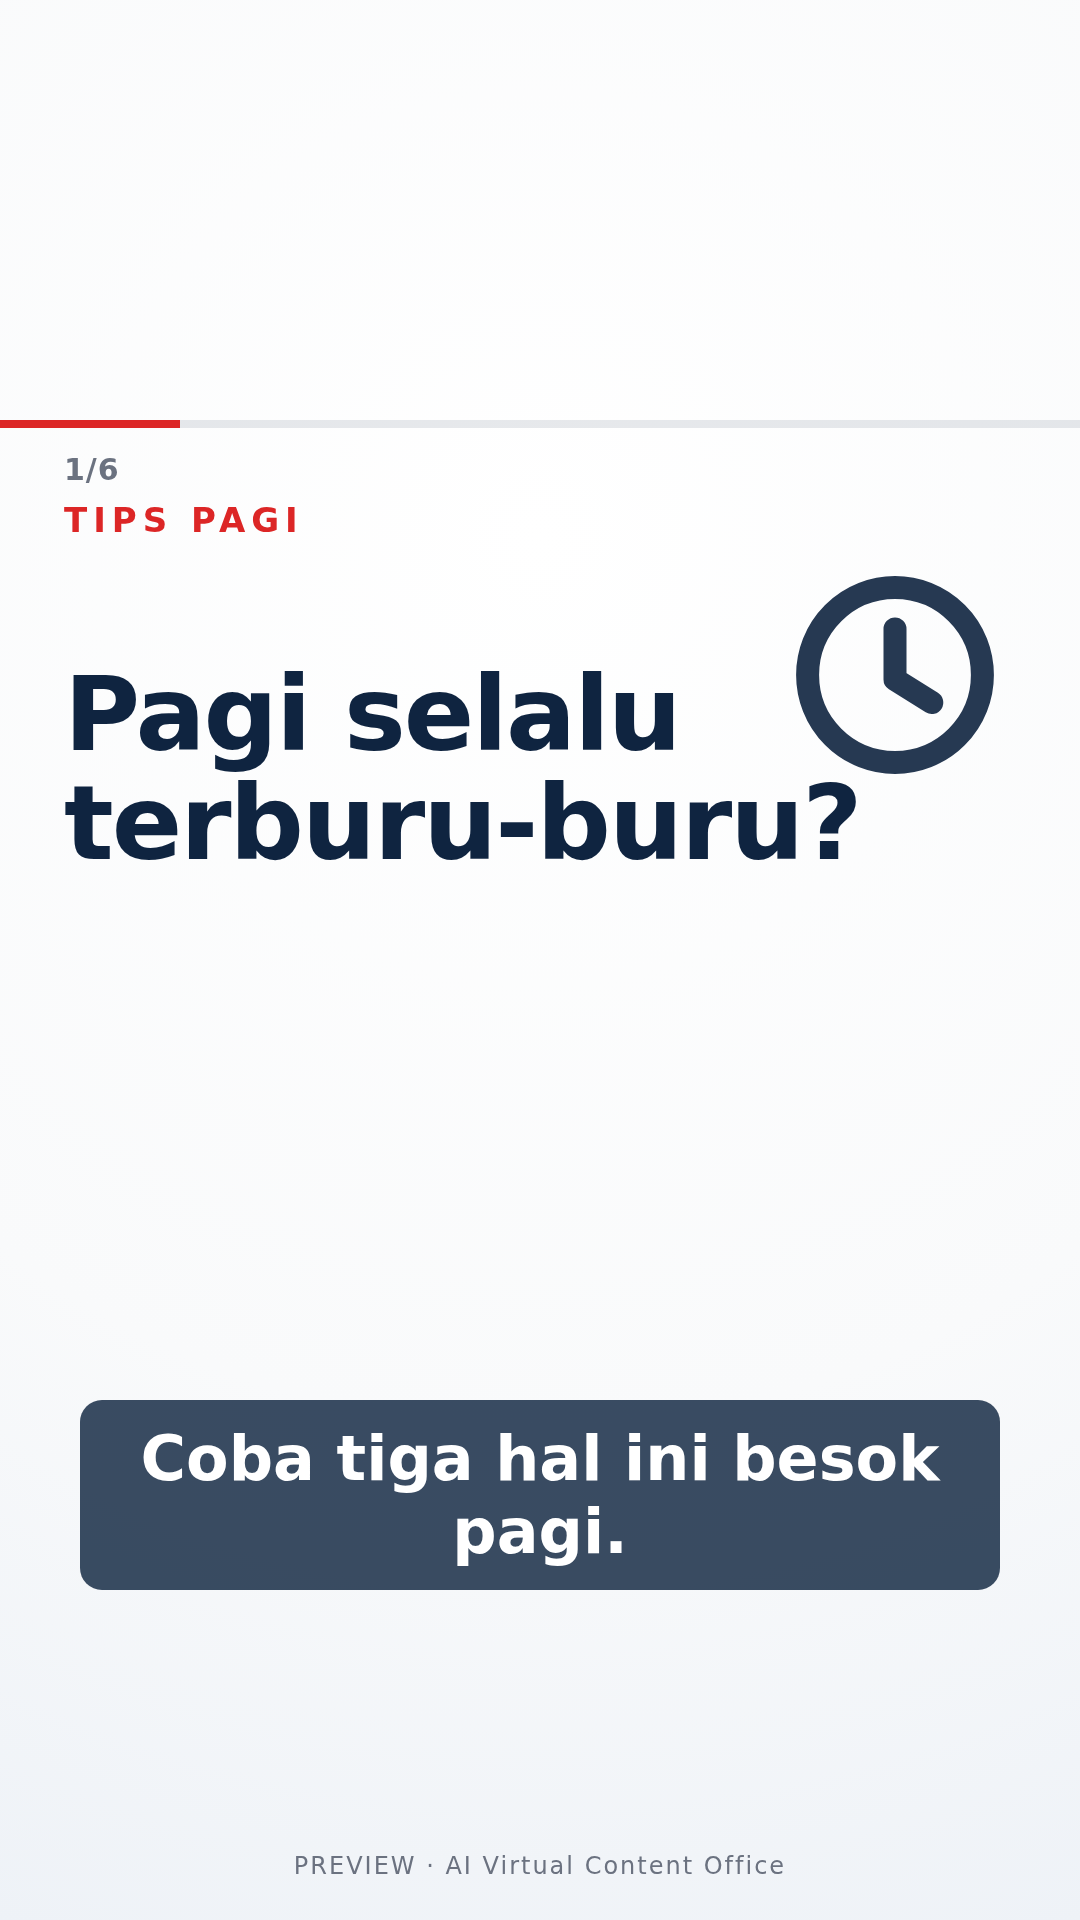 1/6
TIPS PAGI
Pagi selalu
terburu-buru?
Coba tiga hal ini besok
pagi.
PREVIEW · AI Virtual Content Office